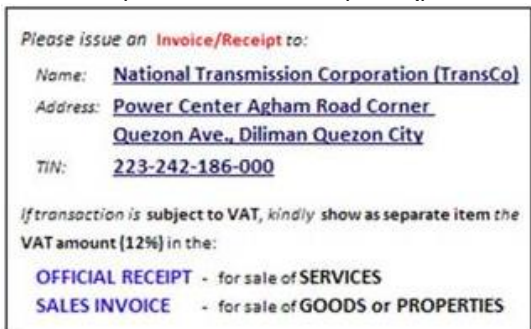 Please issue an Invoice/Receipt to:
Name: National Transmission Corporation (TransCo)
Address: Power Center Agham Road Corner
Quezon Ave., Diliman Quezon City
TIN: 223-242-186-000
If transaction is subject to VAT, kindly show as separate item the
VAT amount (12%) in the:
OFFICIAL RECEIPT - for sale of SERVICES
SALES INVOICE - for sale of GOODS or PROPERTIES